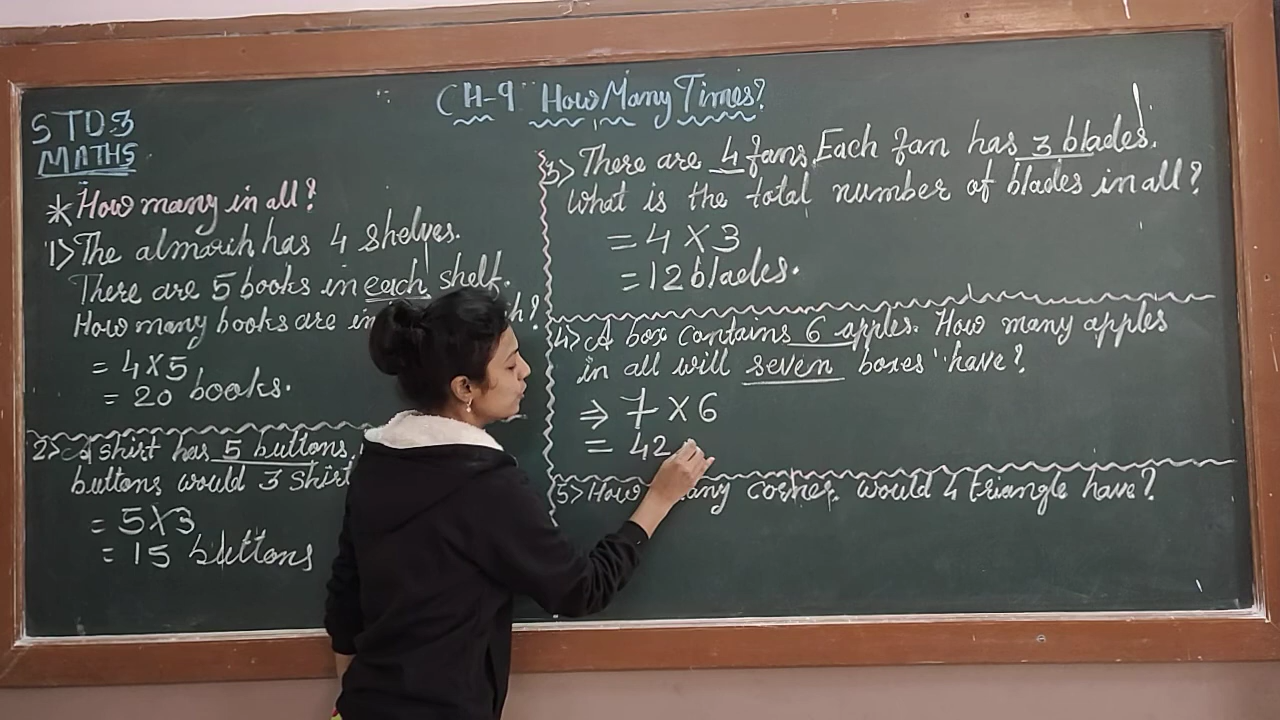 CH-9 How Many Times?
STD3
MATHS
* How many in all?
1> The almirah has 4 shelves.
There are 5 books in each shelf.
How many books are in
= 4 X 5
= 20 books.
2> A shirt has 5 buttons.
buttons would 3 shirt
= 5 X 3
= 15 buttons
3> There are 4 fans. Each fan has 3 blades.
What is the total number of blades in all?
= 4 X 3
= 12 blades.
4> A box contains 6 apples. How many apples
in all will seven boxes have?
⇒ 7 X 6
= 42
5> How many corner would 4 triangle have?